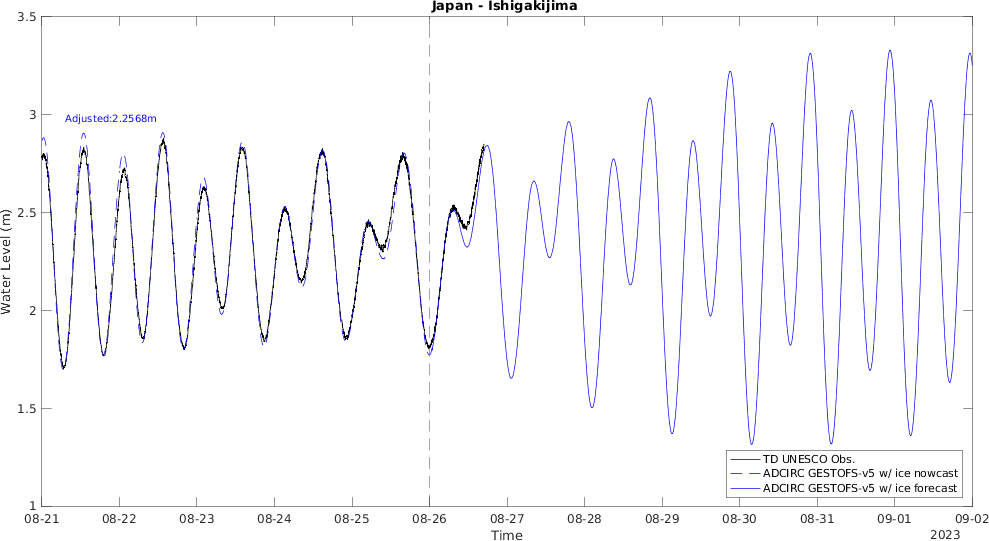 Japan - Ishigakijima
3.5
3
2.5
2
1.5
1
Water Level (m)
Adjusted:2.2568m
TD UNESCO Obs.
ADCIRC GESTOFS-v5 w/ ice nowcast
ADCIRC GESTOFS-v5 w/ ice forecast
08-21 08-22 08-23 08-24 08-25 08-26 08-27 08-28 08-29 08-30 08-31 09-01 09-02
Time
2023